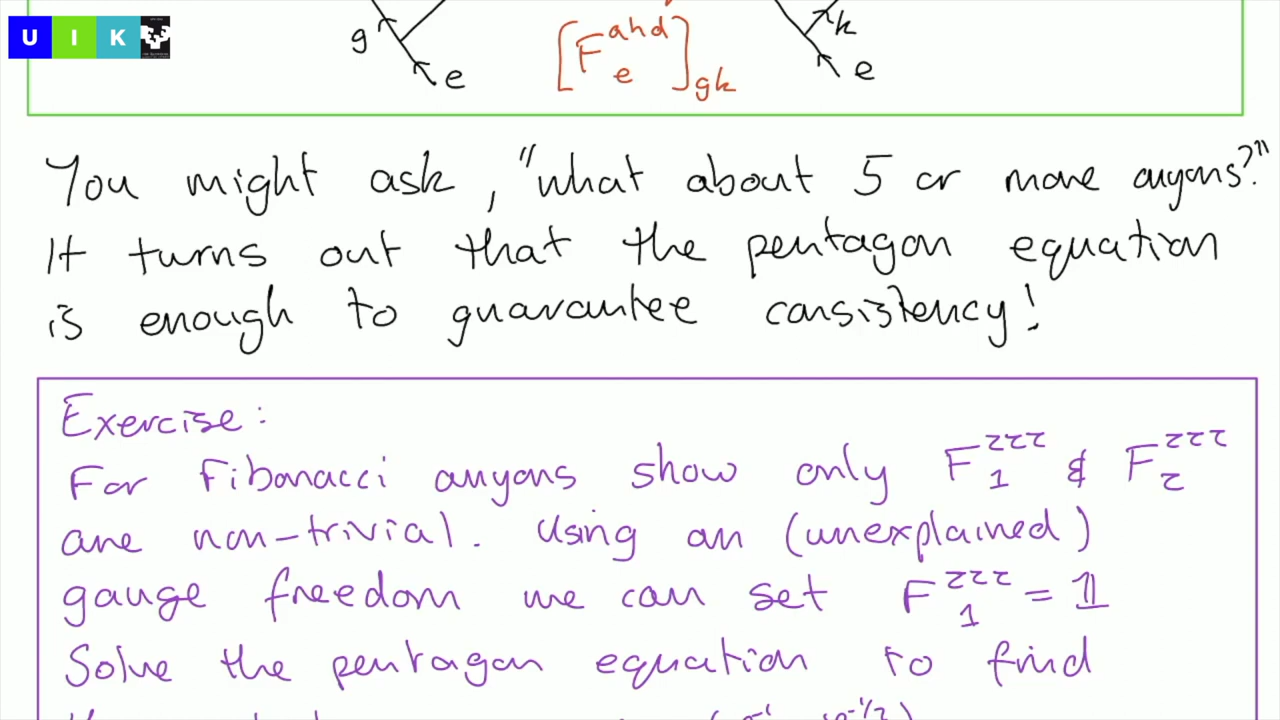 U I K
g
e
[F^{ahd}_e]_{gk}
k
e
You might ask, "what about 5 or more anyons?"
It turns out that the pentagon equation
is enough to guarantee consistency!
Exercise:
For Fibonacci anyons show only F^{τττ}_1 & F^{τττ}_τ
are non-trivial. Using an (unexplained)
gauge freedom we can set F^{τττ}_1 = 𝟙
Solve the pentagon equation to find